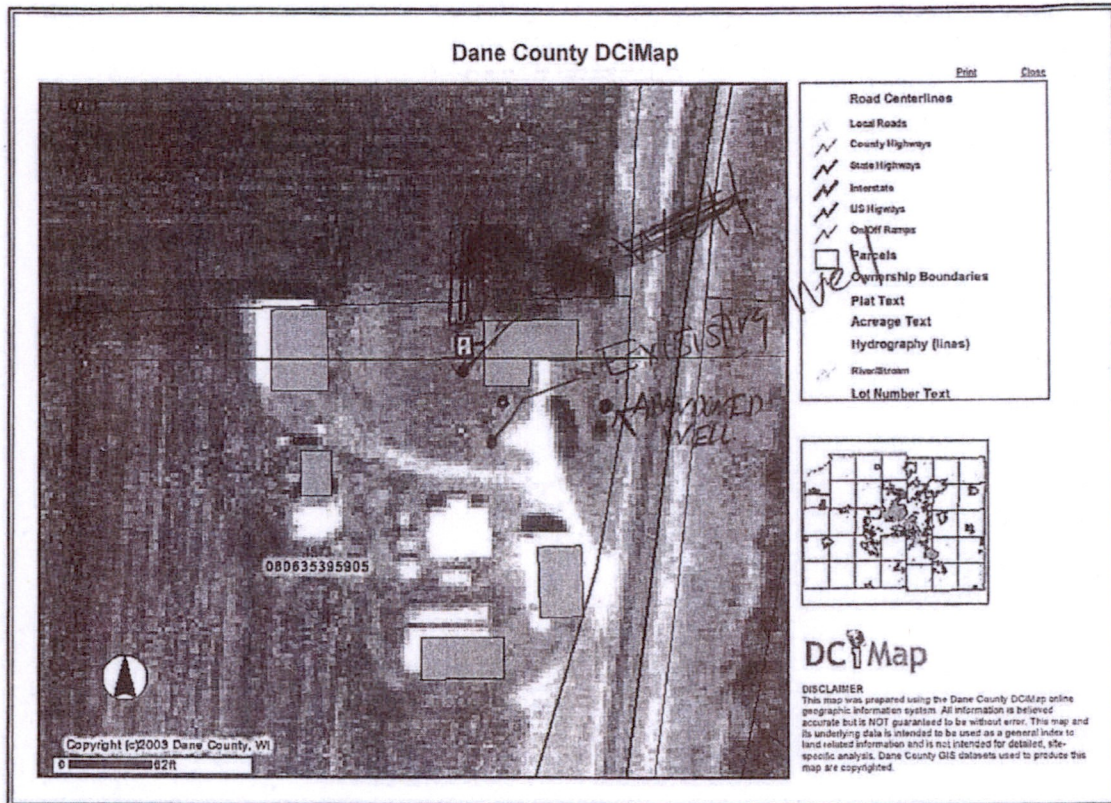 Dane County DCiMap
Print Close
Road Centerlines
Local Roads
County Highways
State Highways
Interstate
US Higways
On/Off Ramps
Parcels
Ownership Boundaries
Plat Text
Acreage Text
Hydrography (lines)
River/Stream
Lot Number Text
Well
Well
Existsistng
ABANDONED
WELL
080635395905
Copyright (c)2003 Dane County, WI
0 62ft
DCiMap
DISCLAIMER
This map was prepared using the Dane County DCiMap online
geographic information system. All information is believed
accurate but is NOT guaranteed to be without error. This map and
its underlying data is intended to be used as a general index to
land related information and is not intended for detailed, site-
specific analysis. Dane County GIS datasets used to produce this
map are copyrighted.